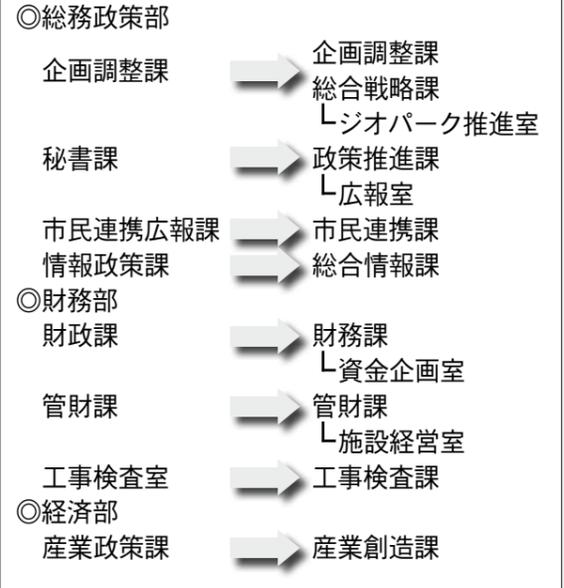 ◎総務政策部
企画調整課
企画調整課
総合戦略課
┗ジオパーク推進室
秘書課 政策推進課
┗広報室
市民連携広報課 市民連携課
情報政策課 総合情報課
◎財務部
財政課 財務課
┗資金企画室
管財課 管財課
┗施設経営室
工事検査室 工事検査課
◎経済部
産業政策課 産業創造課